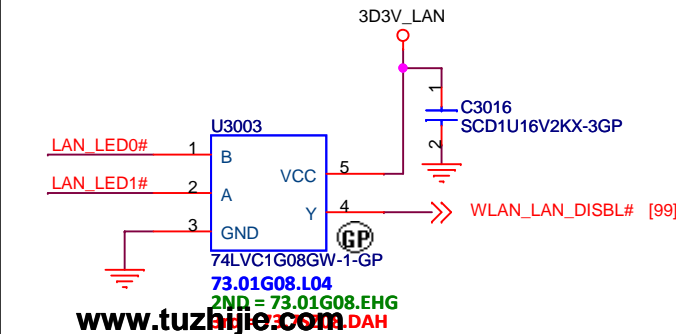 3D3V_LAN
1
C3016
SCD1U16V2KX-3GP
2
U3003
LAN_LED0# 1 B
VCC 5
LAN_LED1# 2 A
Y 4 WLAN_LAN_DISBL# [99]
3 GND
GP
74LVC1G08GW-1-GP
73.01G08.L04
2ND = 73.01G08.EHG
www.tuzhijie.com .DAH